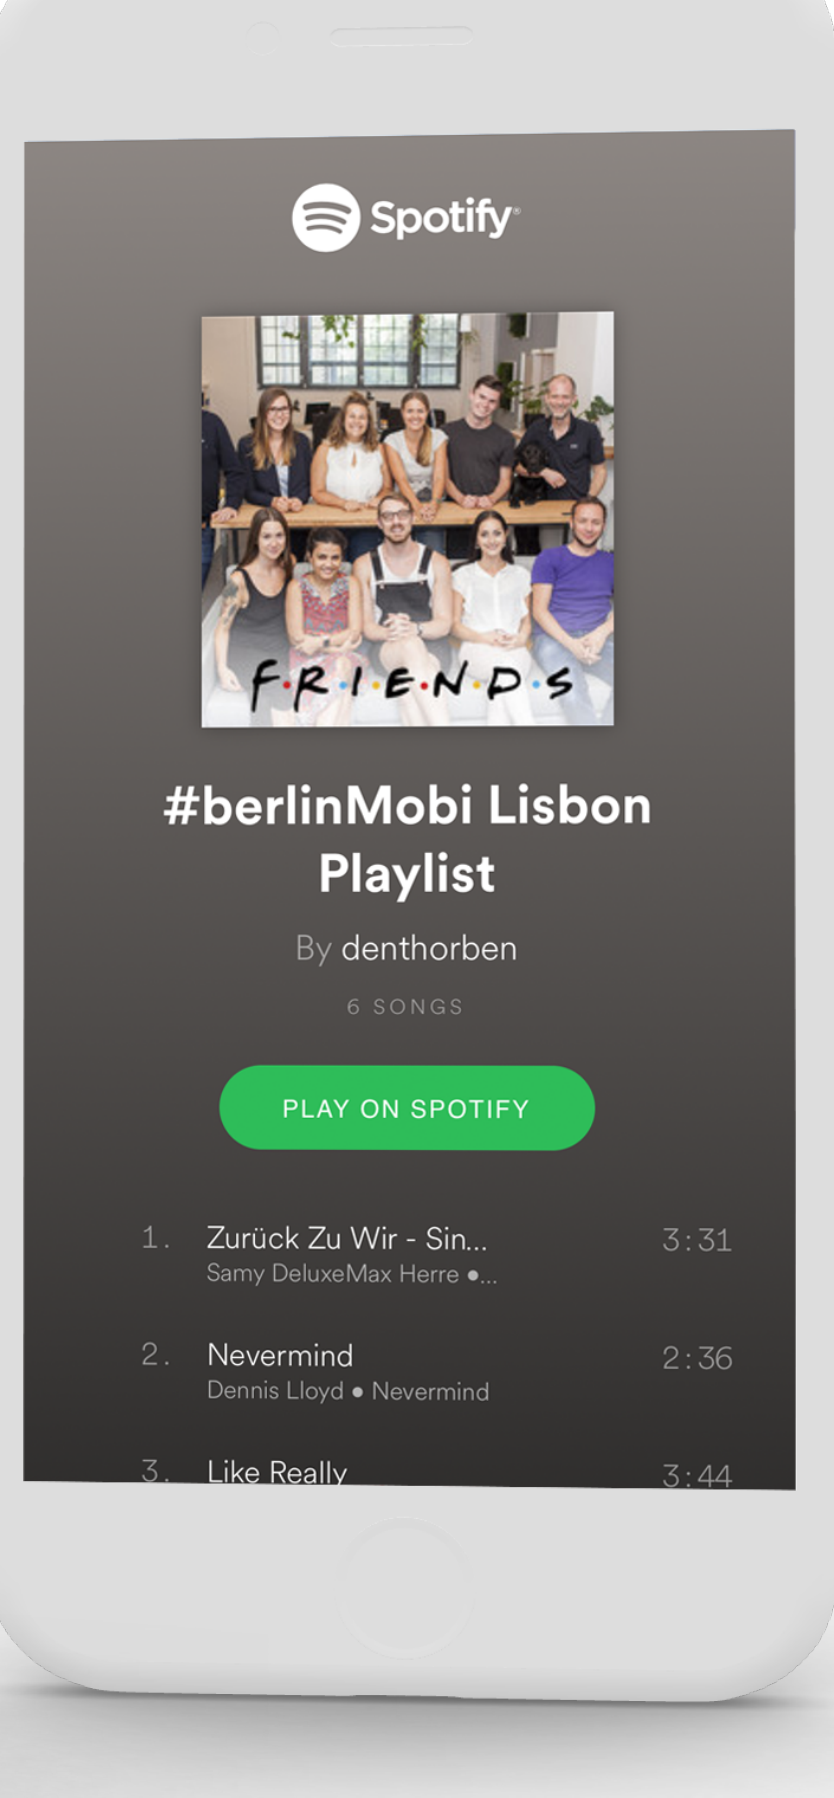 Spotify®
F•R•I•E•N•D•S
#berlinMobi Lisbon
Playlist
By denthorben
6 SONGS
PLAY ON SPOTIFY
1. Zurück Zu Wir - Sin... 3:31
Samy DeluxeMax Herre ●...
2. Nevermind 2:36
Dennis Lloyd ● Nevermind
3. Like Really 3:44